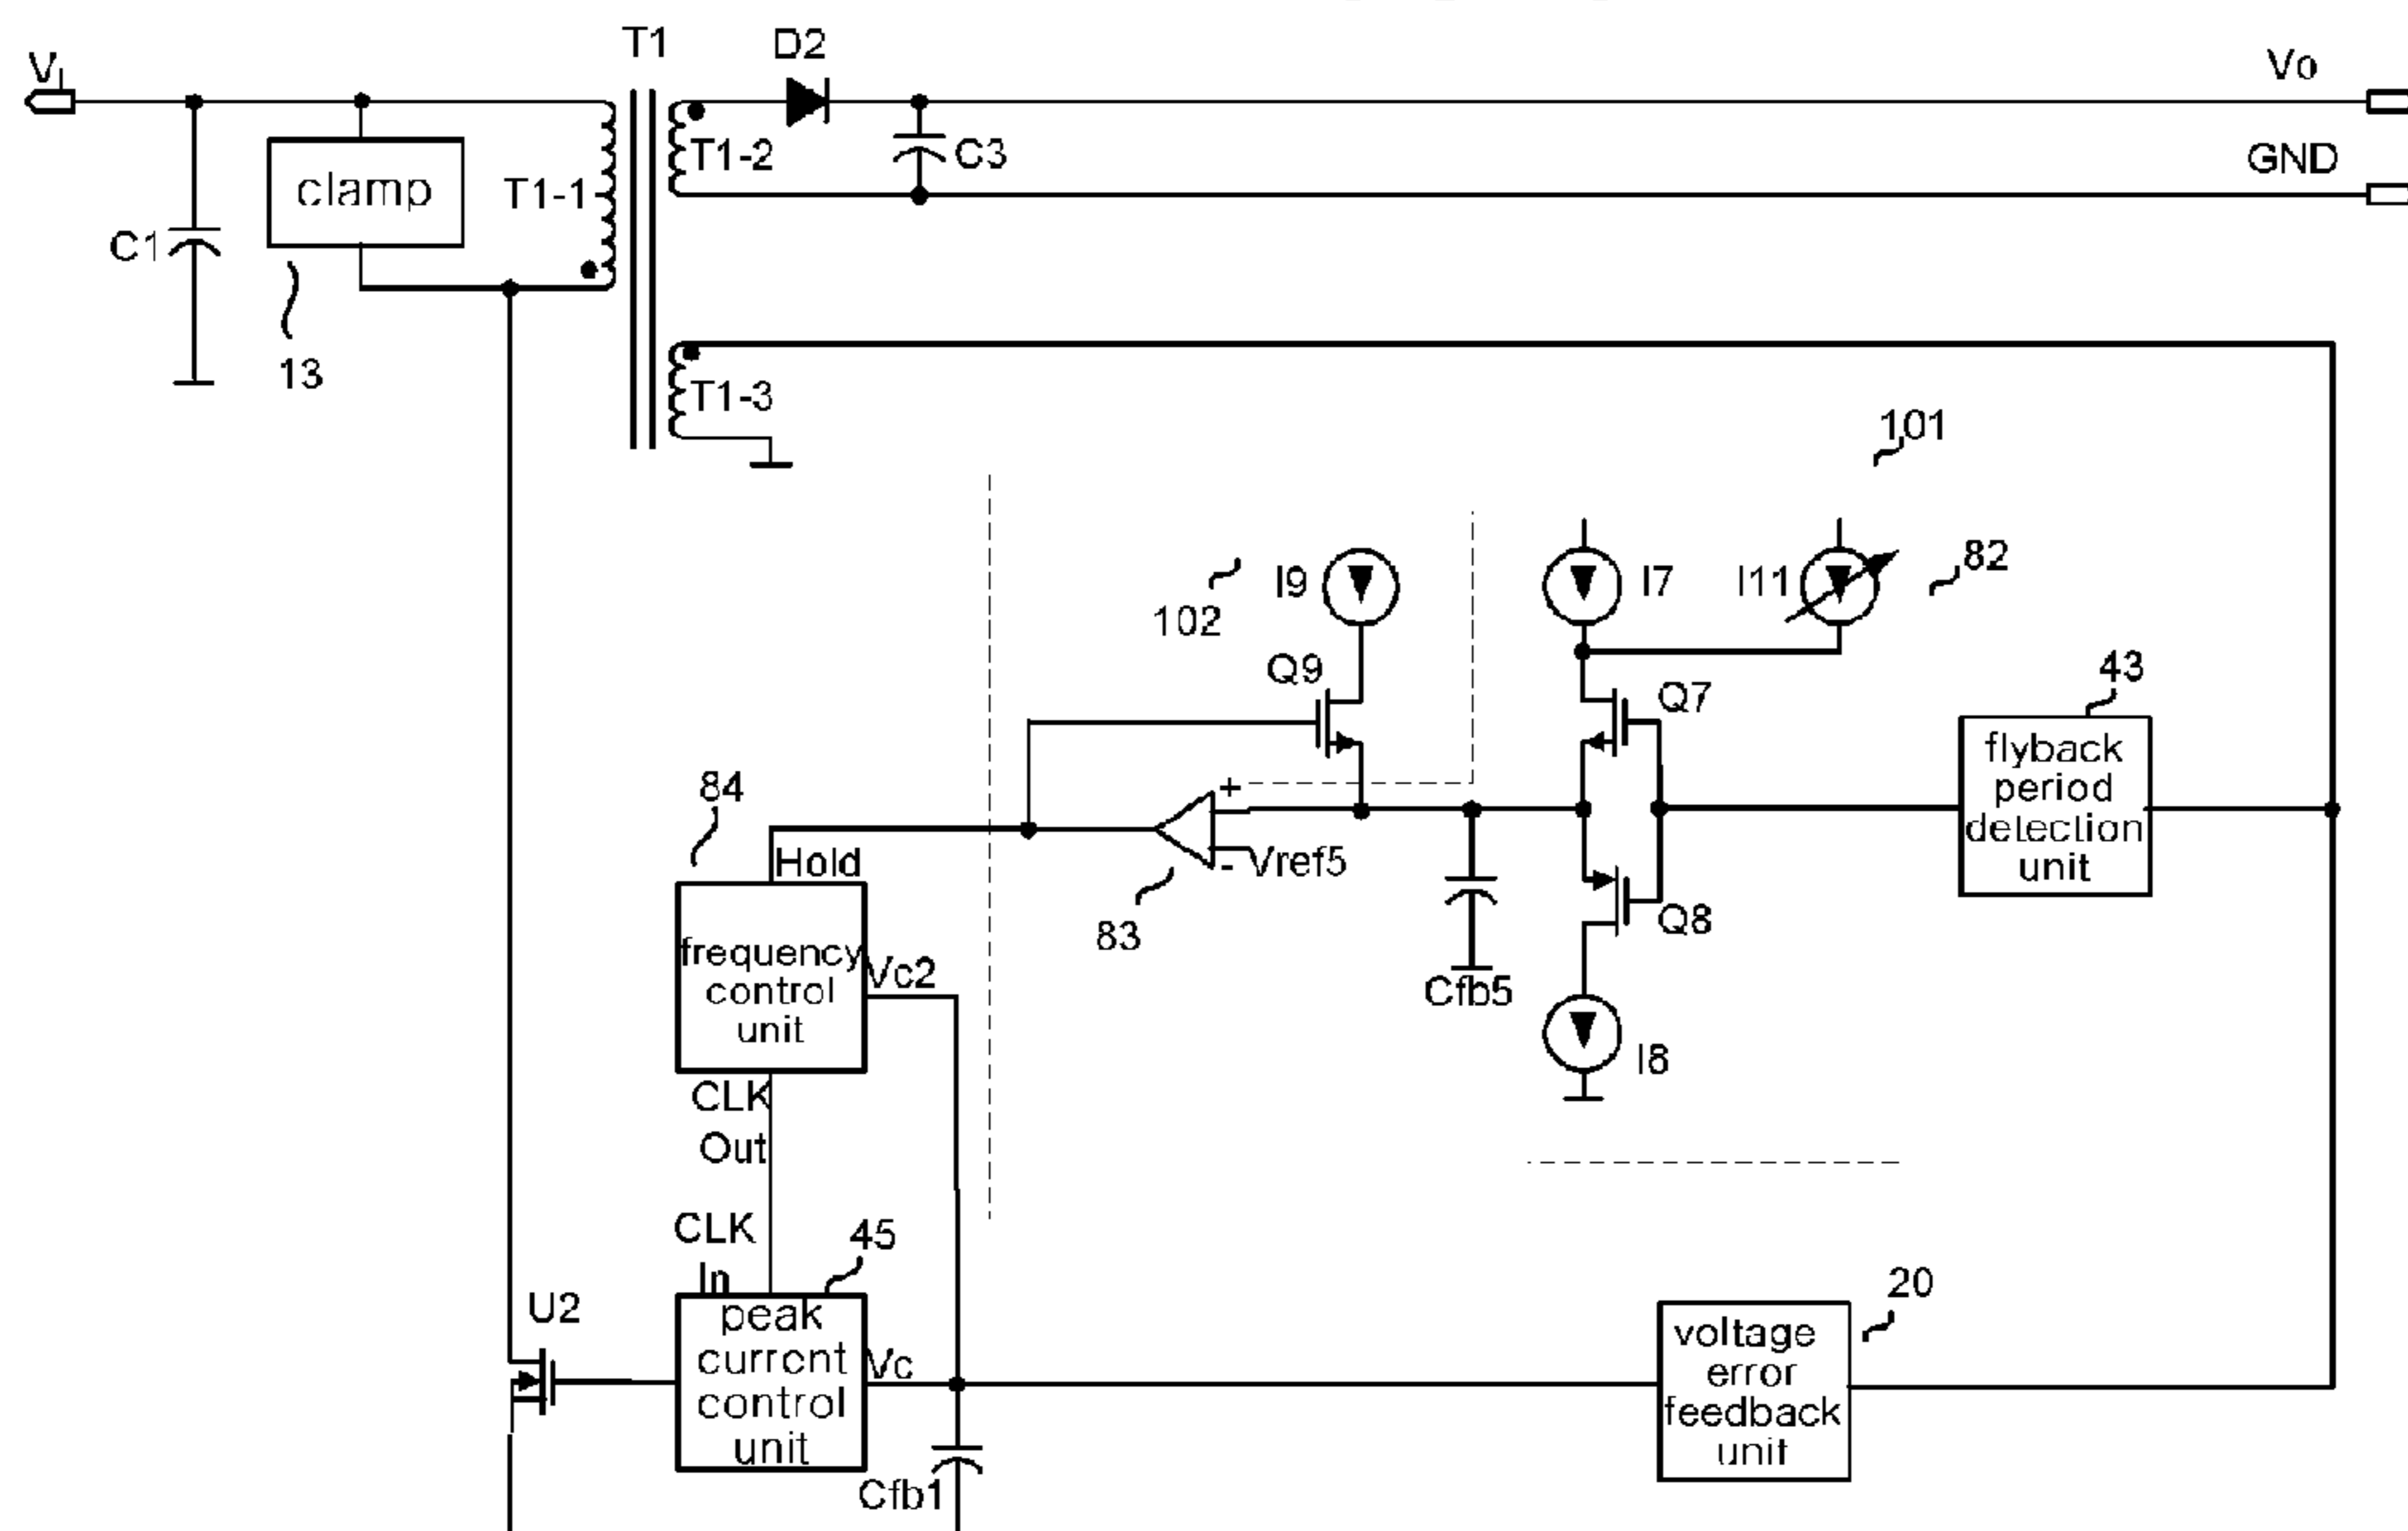 T1
D2
VI
Vo
T1-2
C3
GND
clamp
T1-1
C1
13
T1-3
101
I9
I7
I11
82
102
Q9
Q7
43
flyback
period
detection
unit
84
+
Hold
- Vref5
83
Q8
frequency
control
unit
Vc2
Cfb5
I8
CLK
Out
CLK
In
45
20
U2
peak
current
control
unit
Vc
voltage
error
feedback
unit
Cfb1